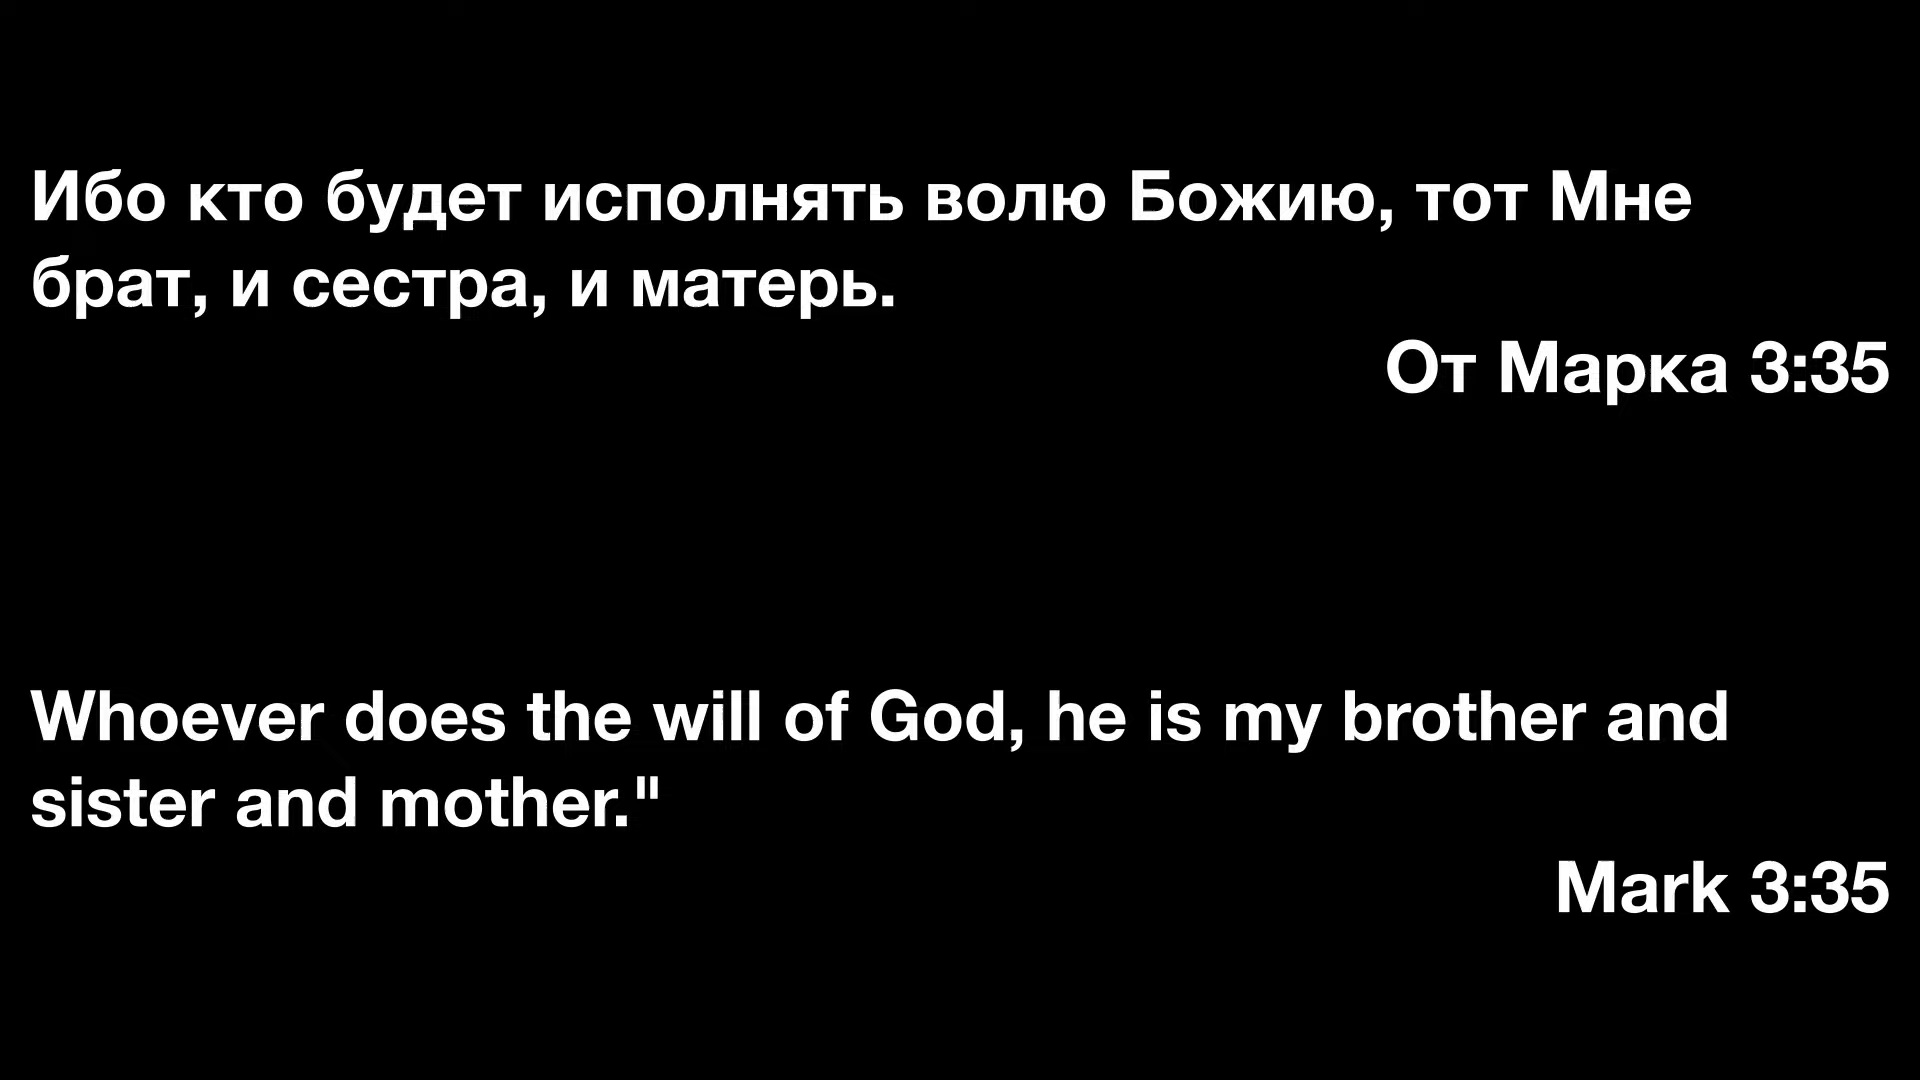 Ибо кто будет исполнять волю Божию, тот Мне
брат, и сестра, и матерь.
От Марка 3:35
Whoever does the will of God, he is my brother and
sister and mother."
Mark 3:35